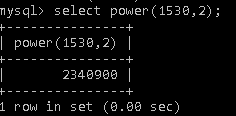 mysql> select power(1530,2);
+---------------+
| power(1530,2) |
+---------------+
|       2340900 |
+---------------+
1 row in set (0.00 sec)